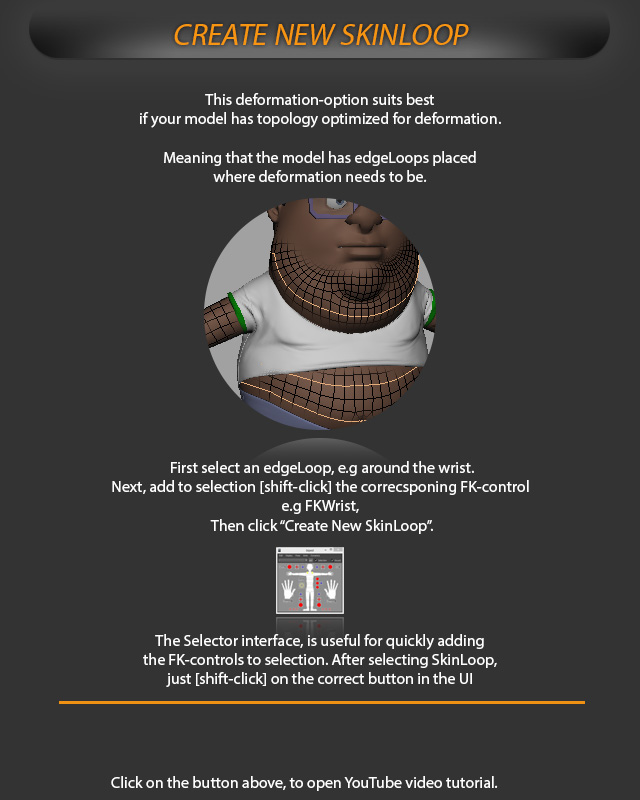 CREATE NEW SKINLOOP
This deformation-option suits best
if your model has topology optimized for deformation.
Meaning that the model has edgeLoops placed
where deformation needs to be.
First select an edgeLoop, e.g around the wrist.
Next, add to selection [shift-click] the correcsponing FK-control
e.g FKWrist,
Then click “Create New SkinLoop”.
The Selector interface, is useful for quickly adding
the FK-controls to selection. After selecting SkinLoop,
just [shift-click] on the correct button in the UI
Click on the button above, to open YouTube video tutorial.